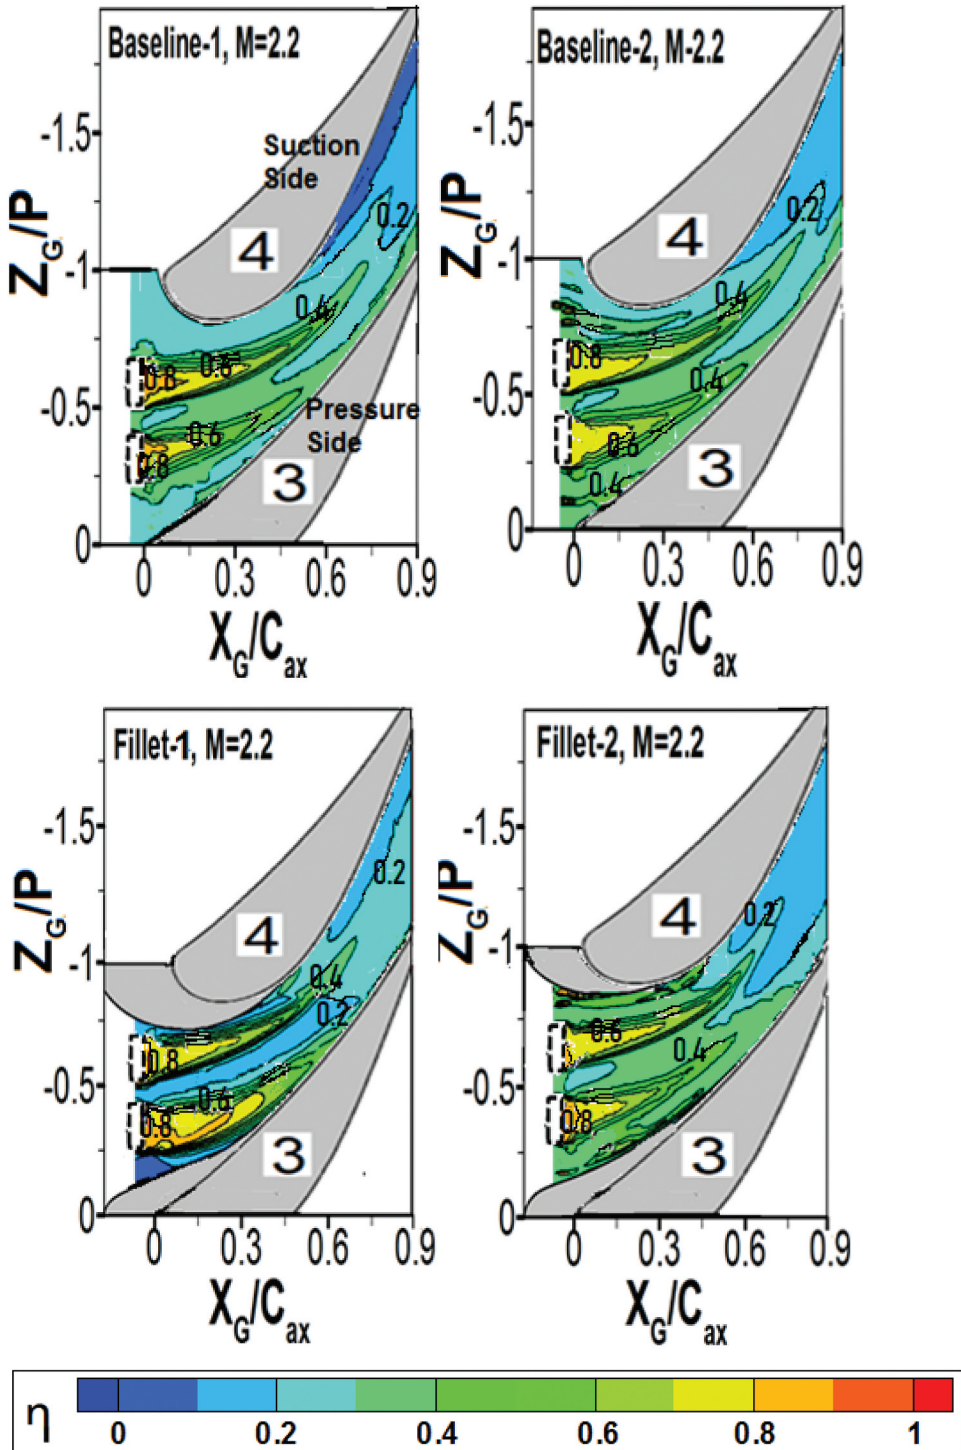 Baseline-1, M=2.2
Suction
Side
4
0.2
0.4
0.6
0.8
Pressure
Side
0.6
0.8
3
-1.5
-1
-0.5
0
Z_G/P
0 0.3 0.6 0.9
X_G/C_ax
Baseline-2, M-2.2
4
0.2
0.4
0.8
0.4
0.6
0.4
3
-1.5
-1
-0.5
0
Z_G/P
0 0.3 0.6 0.9
X_G/C_ax
Fillet-1, M=2.2
4
0.2
0.4
0.2
0.8
0.6
0.8
3
-1.5
-1
-0.5
0
Z_G/P
0 0.3 0.6 0.9
X_G/C_ax
Fillet-2, M=2.2
4
0.2
0.6
0.4
0.8
3
-1.5
-1
-0.5
0
Z_G/P
0 0.3 0.6 0.9
X_G/C_ax
η
0 0.2 0.4 0.6 0.8 1